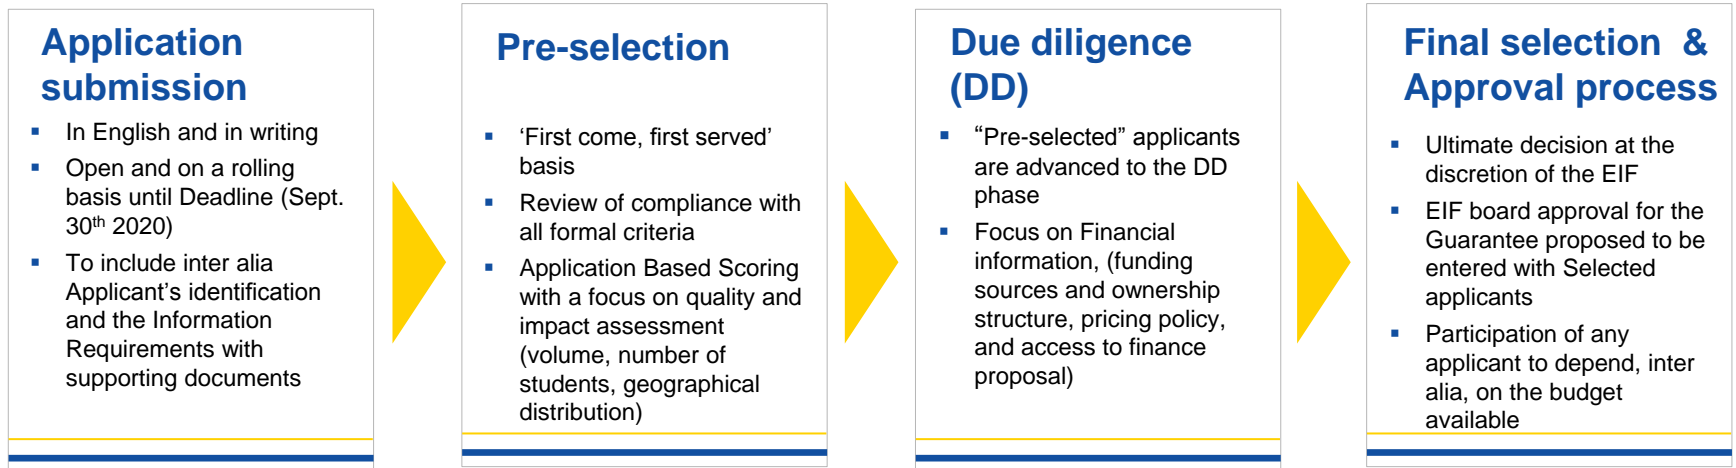 Application
submission
▪ In English and in writing
▪ Open and on a rolling
basis until Deadline (Sept.
30th 2020)
▪ To include inter alia
Applicant’s identification
and the Information
Requirements with
supporting documents
Pre-selection
▪ ‘First come, first served’
basis
▪ Review of compliance with
all formal criteria
▪ Application Based Scoring
with a focus on quality and
impact assessment
(volume, number of
students, geographical
distribution)
Due diligence
(DD)
▪ “Pre-selected” applicants
are advanced to the DD
phase
▪ Focus on Financial
information, (funding
sources and ownership
structure, pricing policy,
and access to finance
proposal)
Final selection &
Approval process
▪ Ultimate decision at the
discretion of the EIF
▪ EIF board approval for the
Guarantee proposed to be
entered with Selected
applicants
▪ Participation of any
applicant to depend, inter
alia, on the budget
available